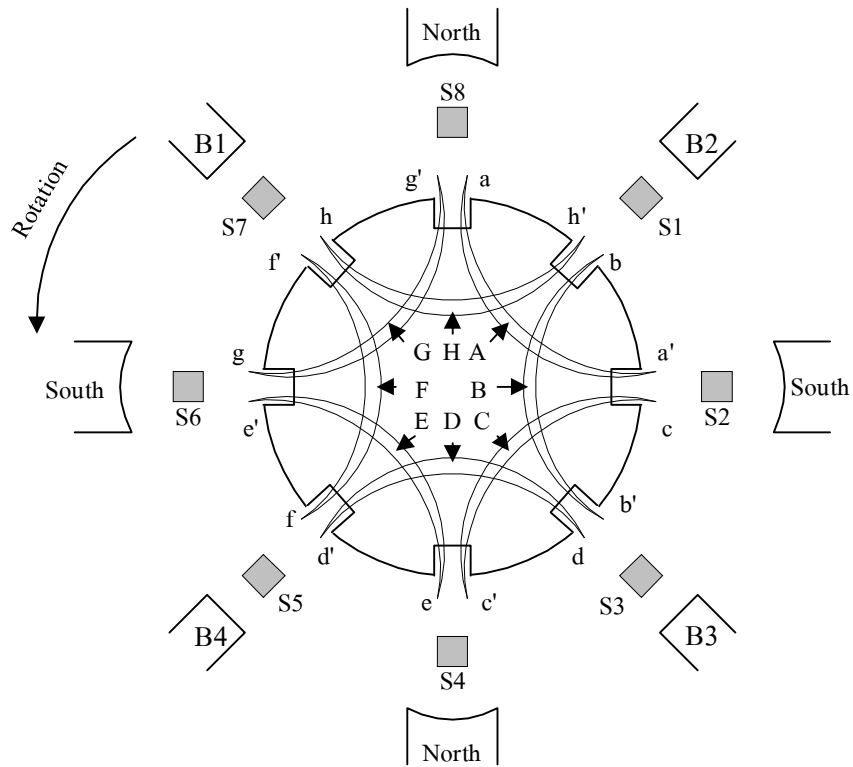 North
S8
B1
B2
Rotation
g' a
h h'
S7 S1
f' b
G H A
g a'
South South
F B
S6 S2
E D C
e' c
f b'
d' d
S5 S3
e c'
B4 B3
S4
North